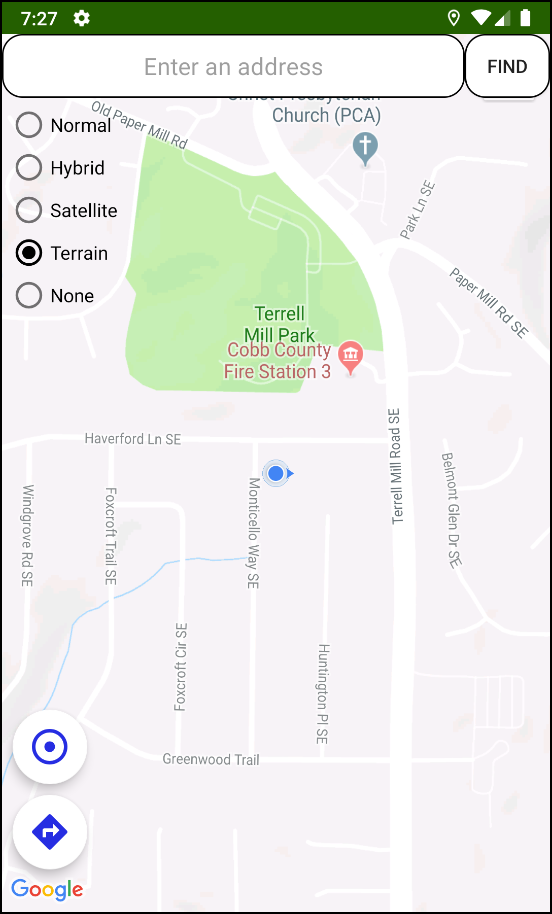 7:27
Enter an address
FIND
Christ Presbyterian
Church (PCA)
Old Paper Mill Rd
Normal
Hybrid
Satellite
Terrain
None
Park Ln SE
Paper Mill Rd SE
Terrell
Mill Park
Cobb County
Fire Station 3
Haverford Ln SE
Terrell Mill Road SE
Belmont Glen Dr SE
Windgrove Rd SE
Foxcroft Trail SE
Monticello Way SE
Foxcroft Cir SE
Huntington Pl SE
Greenwood Trail
Google